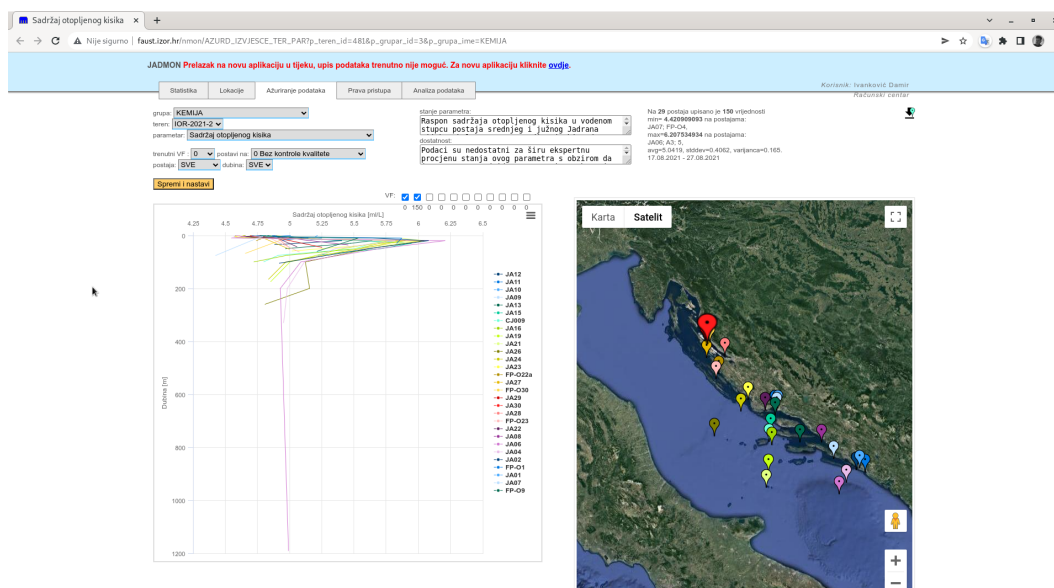 Sadržaj otopljenog kisika
Nije sigurno | faust.izor.hr/nmon/AZURD_IZVJESCE_TER_PAR?p_teren_id=481&p_grupar_id=3&p_grupa_ime=KEMIJA
JADMON Prelazak na novu aplikaciju u tijeku, upis podataka trenutno nije moguć. Za novu aplikaciju kliknite ovdje.
Korisnik: Ivanković Damir
Računski centar
Statistika Lokacije Ažuriranje podataka Prava pristupa Analiza podataka
grupa: KEMIJA
teren: IOR-2021-2
parametar: Sadržaj otopljenog kisika
trenutni VF : 0 postavi na: 0 Bez kontrole kvalitete
postaja: SVE dubina: SVE
Spremi i nastavi
stanje parametra:
Raspon sadržaja otopljenog kisika u vodenom
stupcu postaja srednjeg i južnog Jadrana
dostatnost:
Podaci su nedostatni za širu ekspertnu
procjenu stanja ovog parametra s obzirom da
Na 29 postaja upisano je 150 vrijednosti
min= 4.420909093 na postajama:
JA07; FP-O4,
max=6.207534934 na postajama:
JA06; A3; 5,
avg=5.0419, stddev=0.4062, varijanca=0.165.
17.08.2021 - 27.08.2021
VF:
0 150 0 0 0 0 0 0 0 0 0
Sadržaj otopljenog kisika [ml/L]
4.25 4.5 4.75 5 5.25 5.5 5.75 6 6.25 6.5
0
200
400
600
800
1000
1200
Dubina [m]
JA12
JA11
JA10
JA09
JA13
JA15
CJ009
JA16
JA19
JA21
JA26
JA24
JA23
FP-O22a
JA27
FP-O30
JA29
JA30
JA28
FP-O23
JA22
JA08
JA06
JA04
JA02
FP-O1
JA01
JA07
FP-O9
Karta Satelit